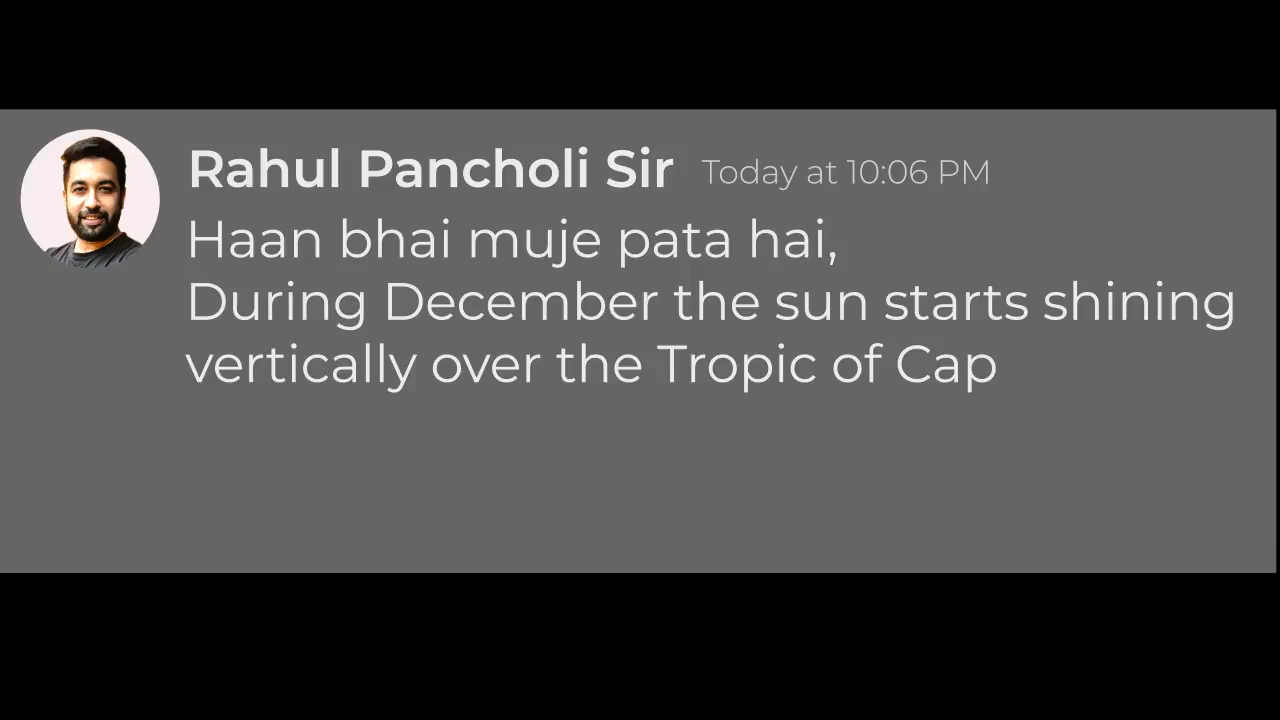 Rahul Pancholi Sir Today at 10:06 PM
Haan bhai muje pata hai,
During December the sun starts shining
vertically over the Tropic of Cap